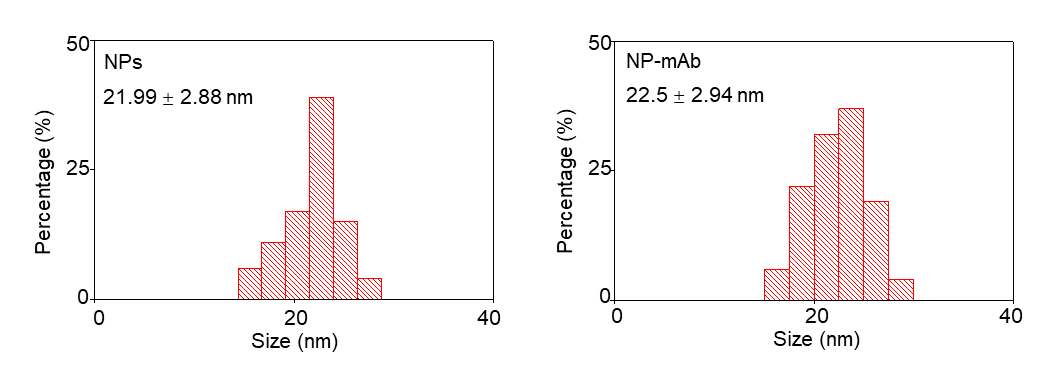 50
NPs
21.99 ± 2.88 nm
Percentage (%)
25
0
0
20
40
Size (nm)
50
NP-mAb
22.5 ± 2.94 nm
Percentage (%)
25
0
0
20
40
Size (nm)